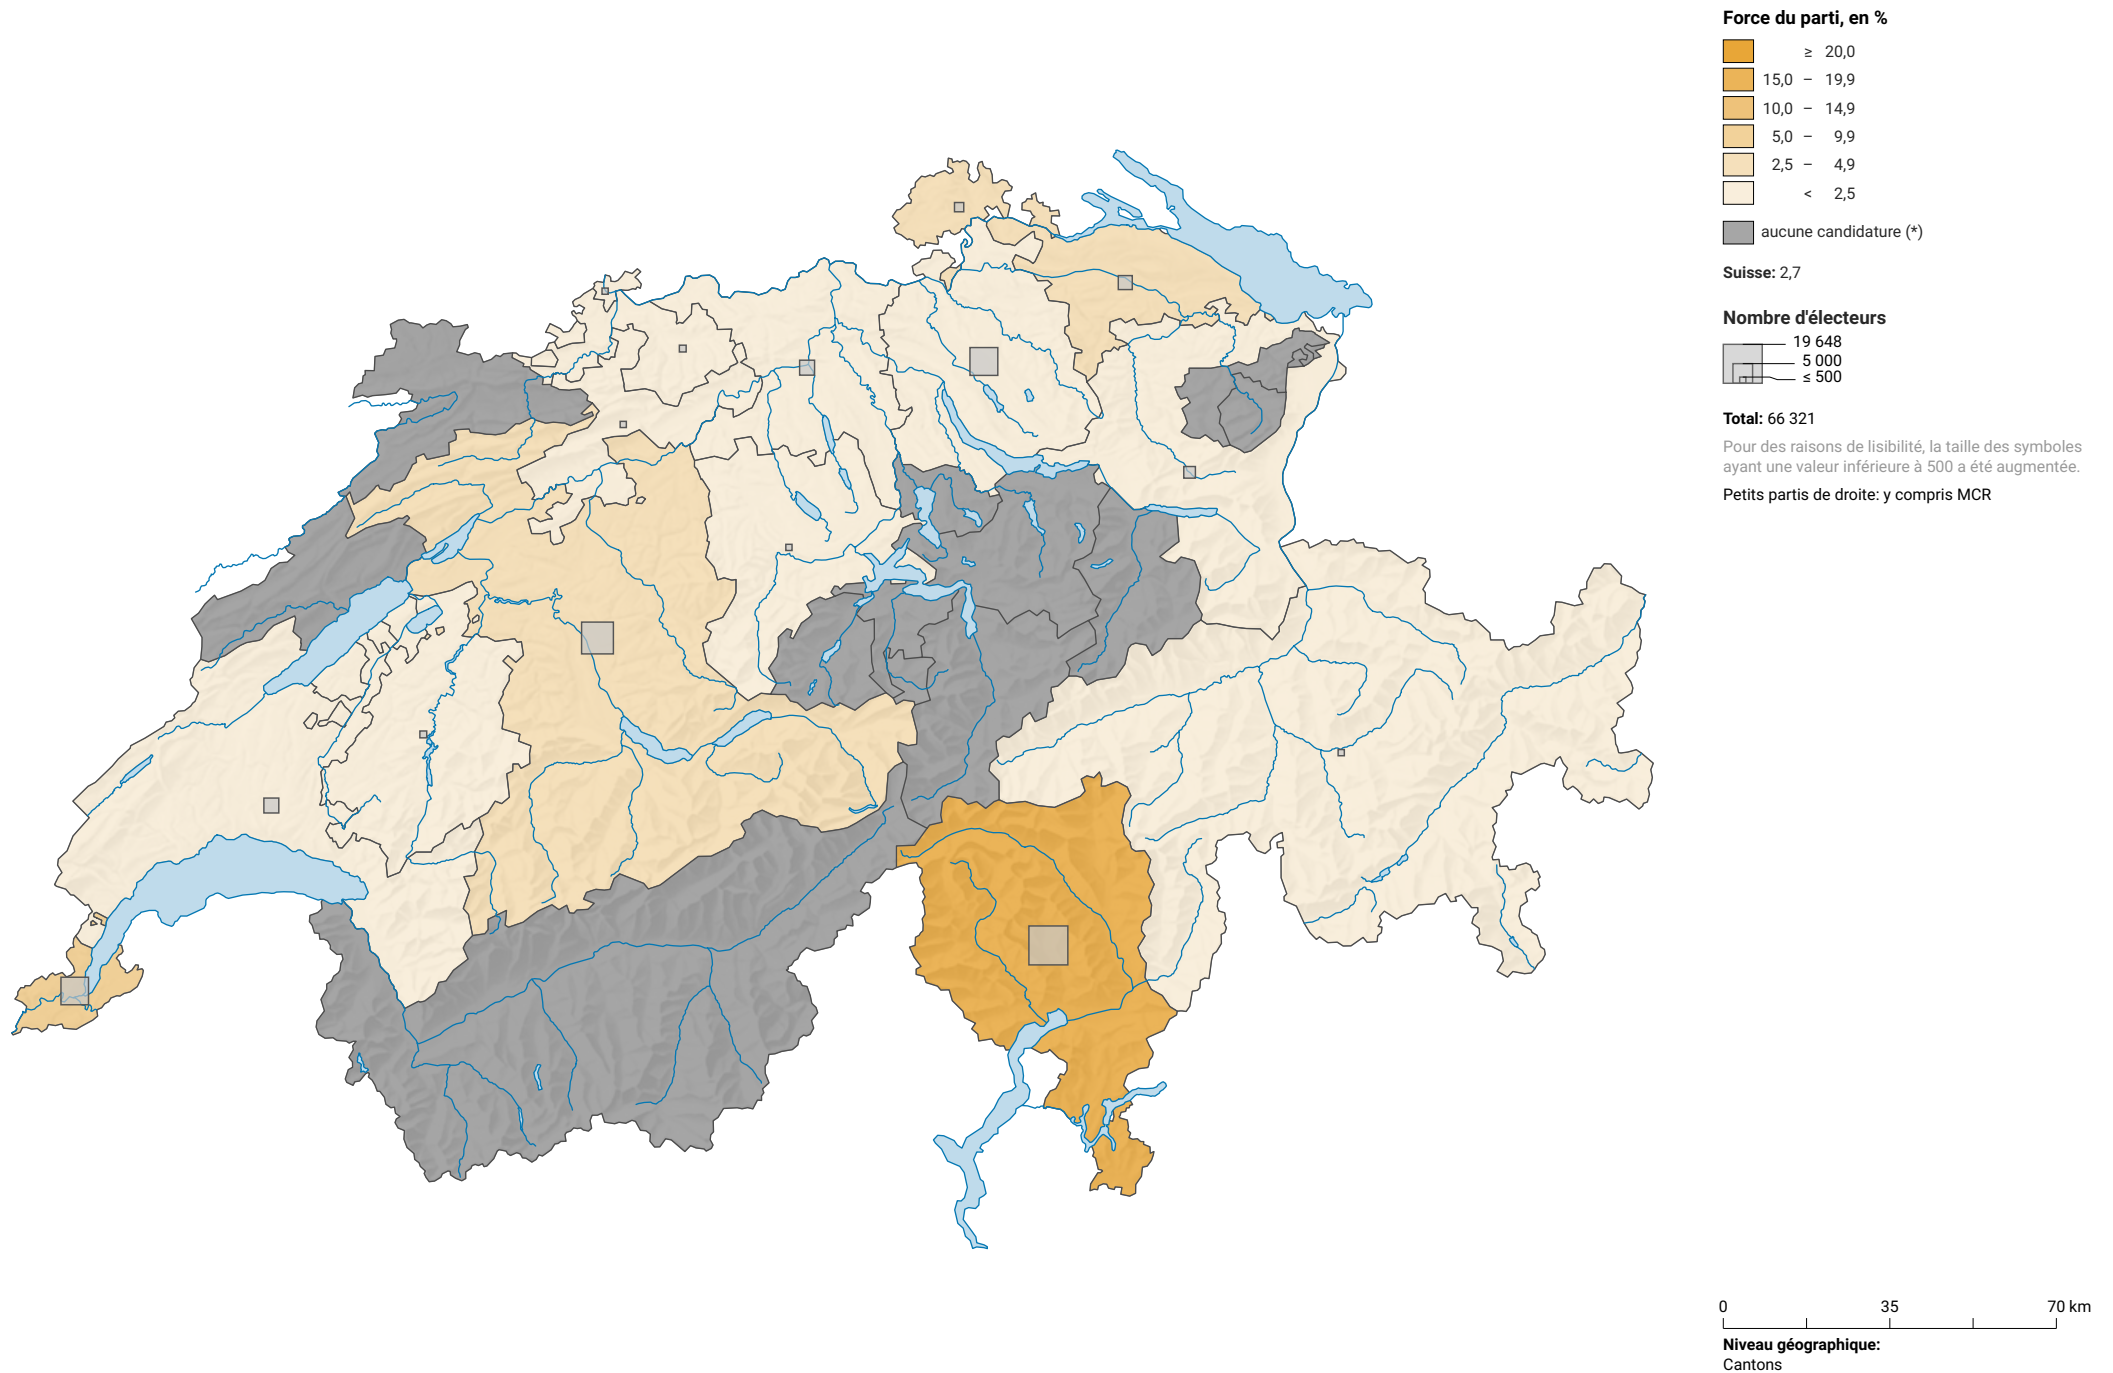 Force du parti, en %
≥ 20,0
15,0 – 19,9
10,0 – 14,9
5,0 – 9,9
2,5 – 4,9
< 2,5
aucune candidature (*)
Suisse: 2,7
Nombre d'électeurs
19 648
5 000
≤ 500
Total: 66 321
Pour des raisons de lisibilité, la taille des symboles
ayant une valeur inférieure à 500 a été augmentée.
Petits partis de droite: y compris MCR
0 35 70 km
Niveau géographique:
Cantons